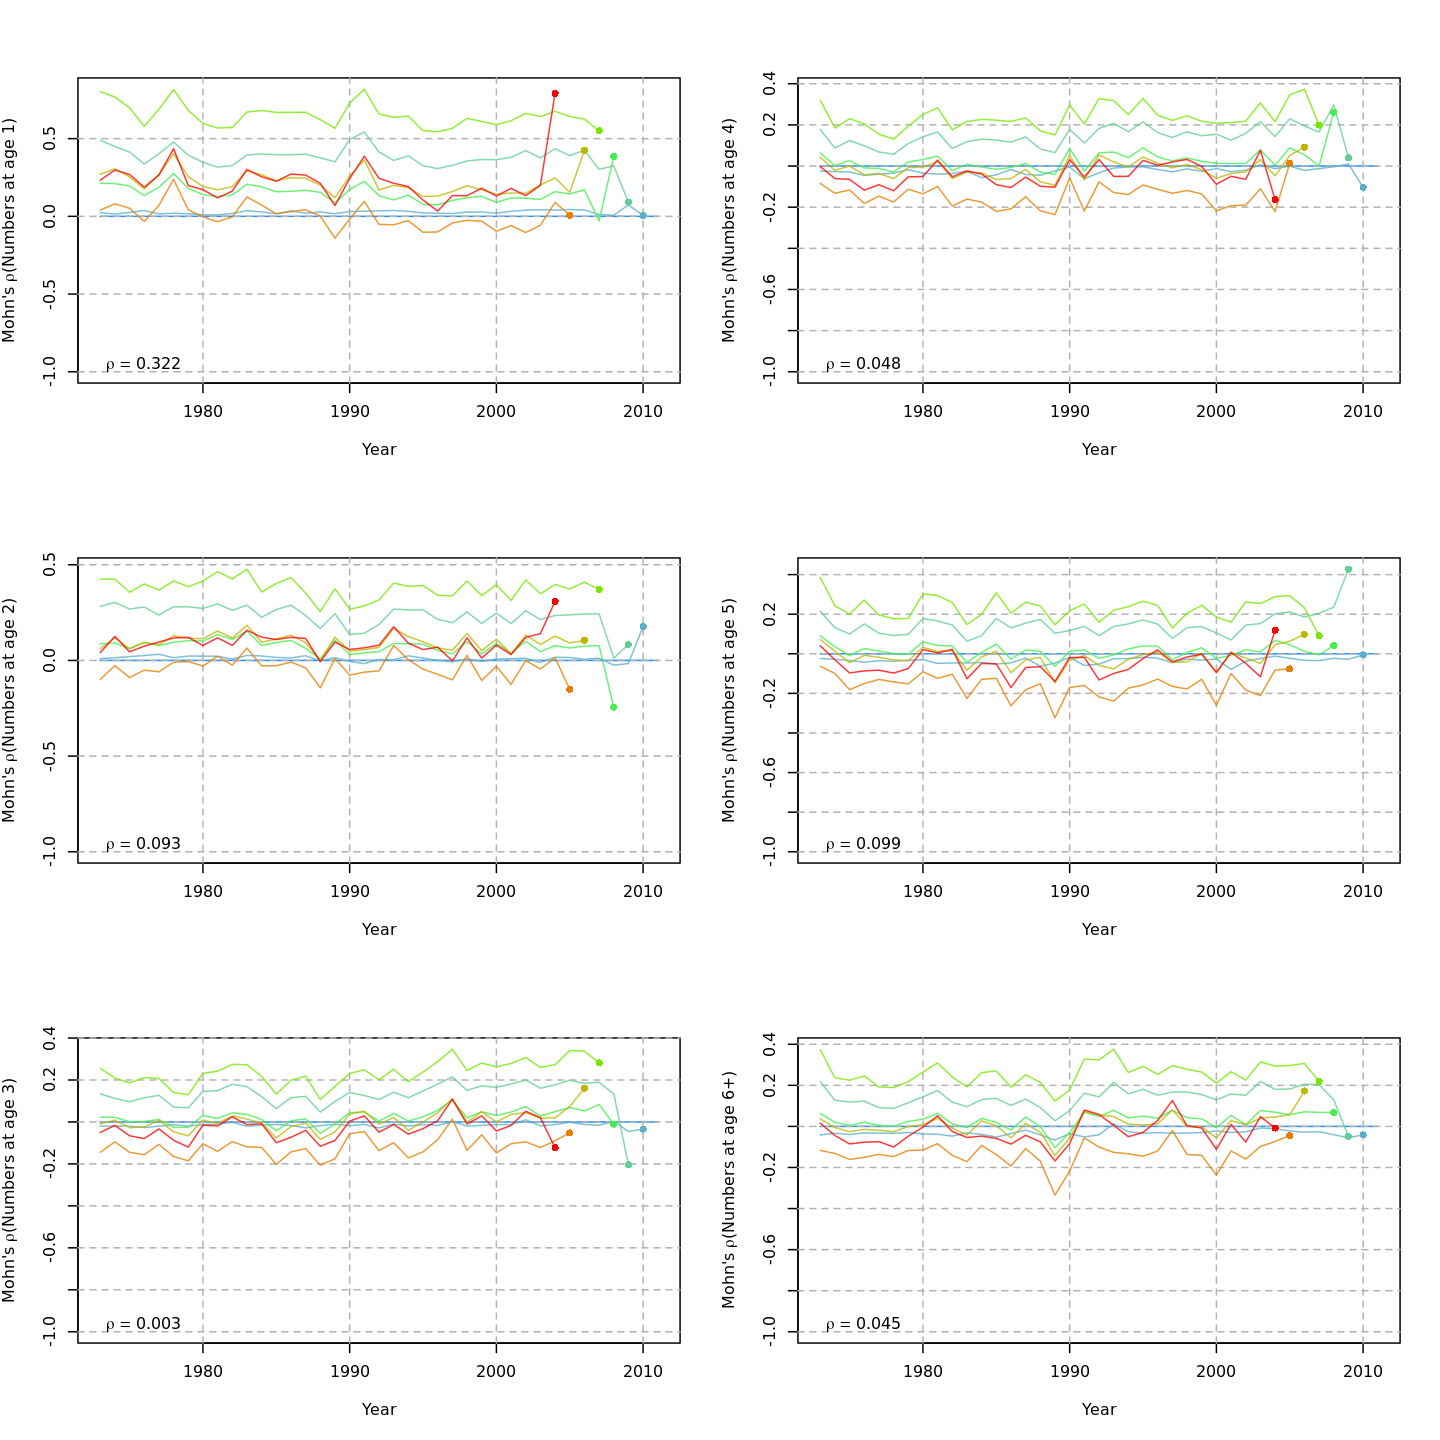 Mohn's ρ(Numbers at age 1)
0.5
0.0
-0.5
-1.0
ρ = 0.322
1980 1990 2000 2010
Year
Mohn's ρ(Numbers at age 4)
0.4
0.2
-0.2
-0.6
-1.0
ρ = 0.048
1980 1990 2000 2010
Year
Mohn's ρ(Numbers at age 2)
0.5
0.0
-0.5
-1.0
ρ = 0.093
1980 1990 2000 2010
Year
Mohn's ρ(Numbers at age 5)
0.2
-0.2
-0.6
-1.0
ρ = 0.099
1980 1990 2000 2010
Year
Mohn's ρ(Numbers at age 3)
0.4
0.2
-0.2
-0.6
-1.0
ρ = 0.003
1980 1990 2000 2010
Year
Mohn's ρ(Numbers at age 6+)
0.4
0.2
-0.2
-0.6
-1.0
ρ = 0.045
1980 1990 2000 2010
Year